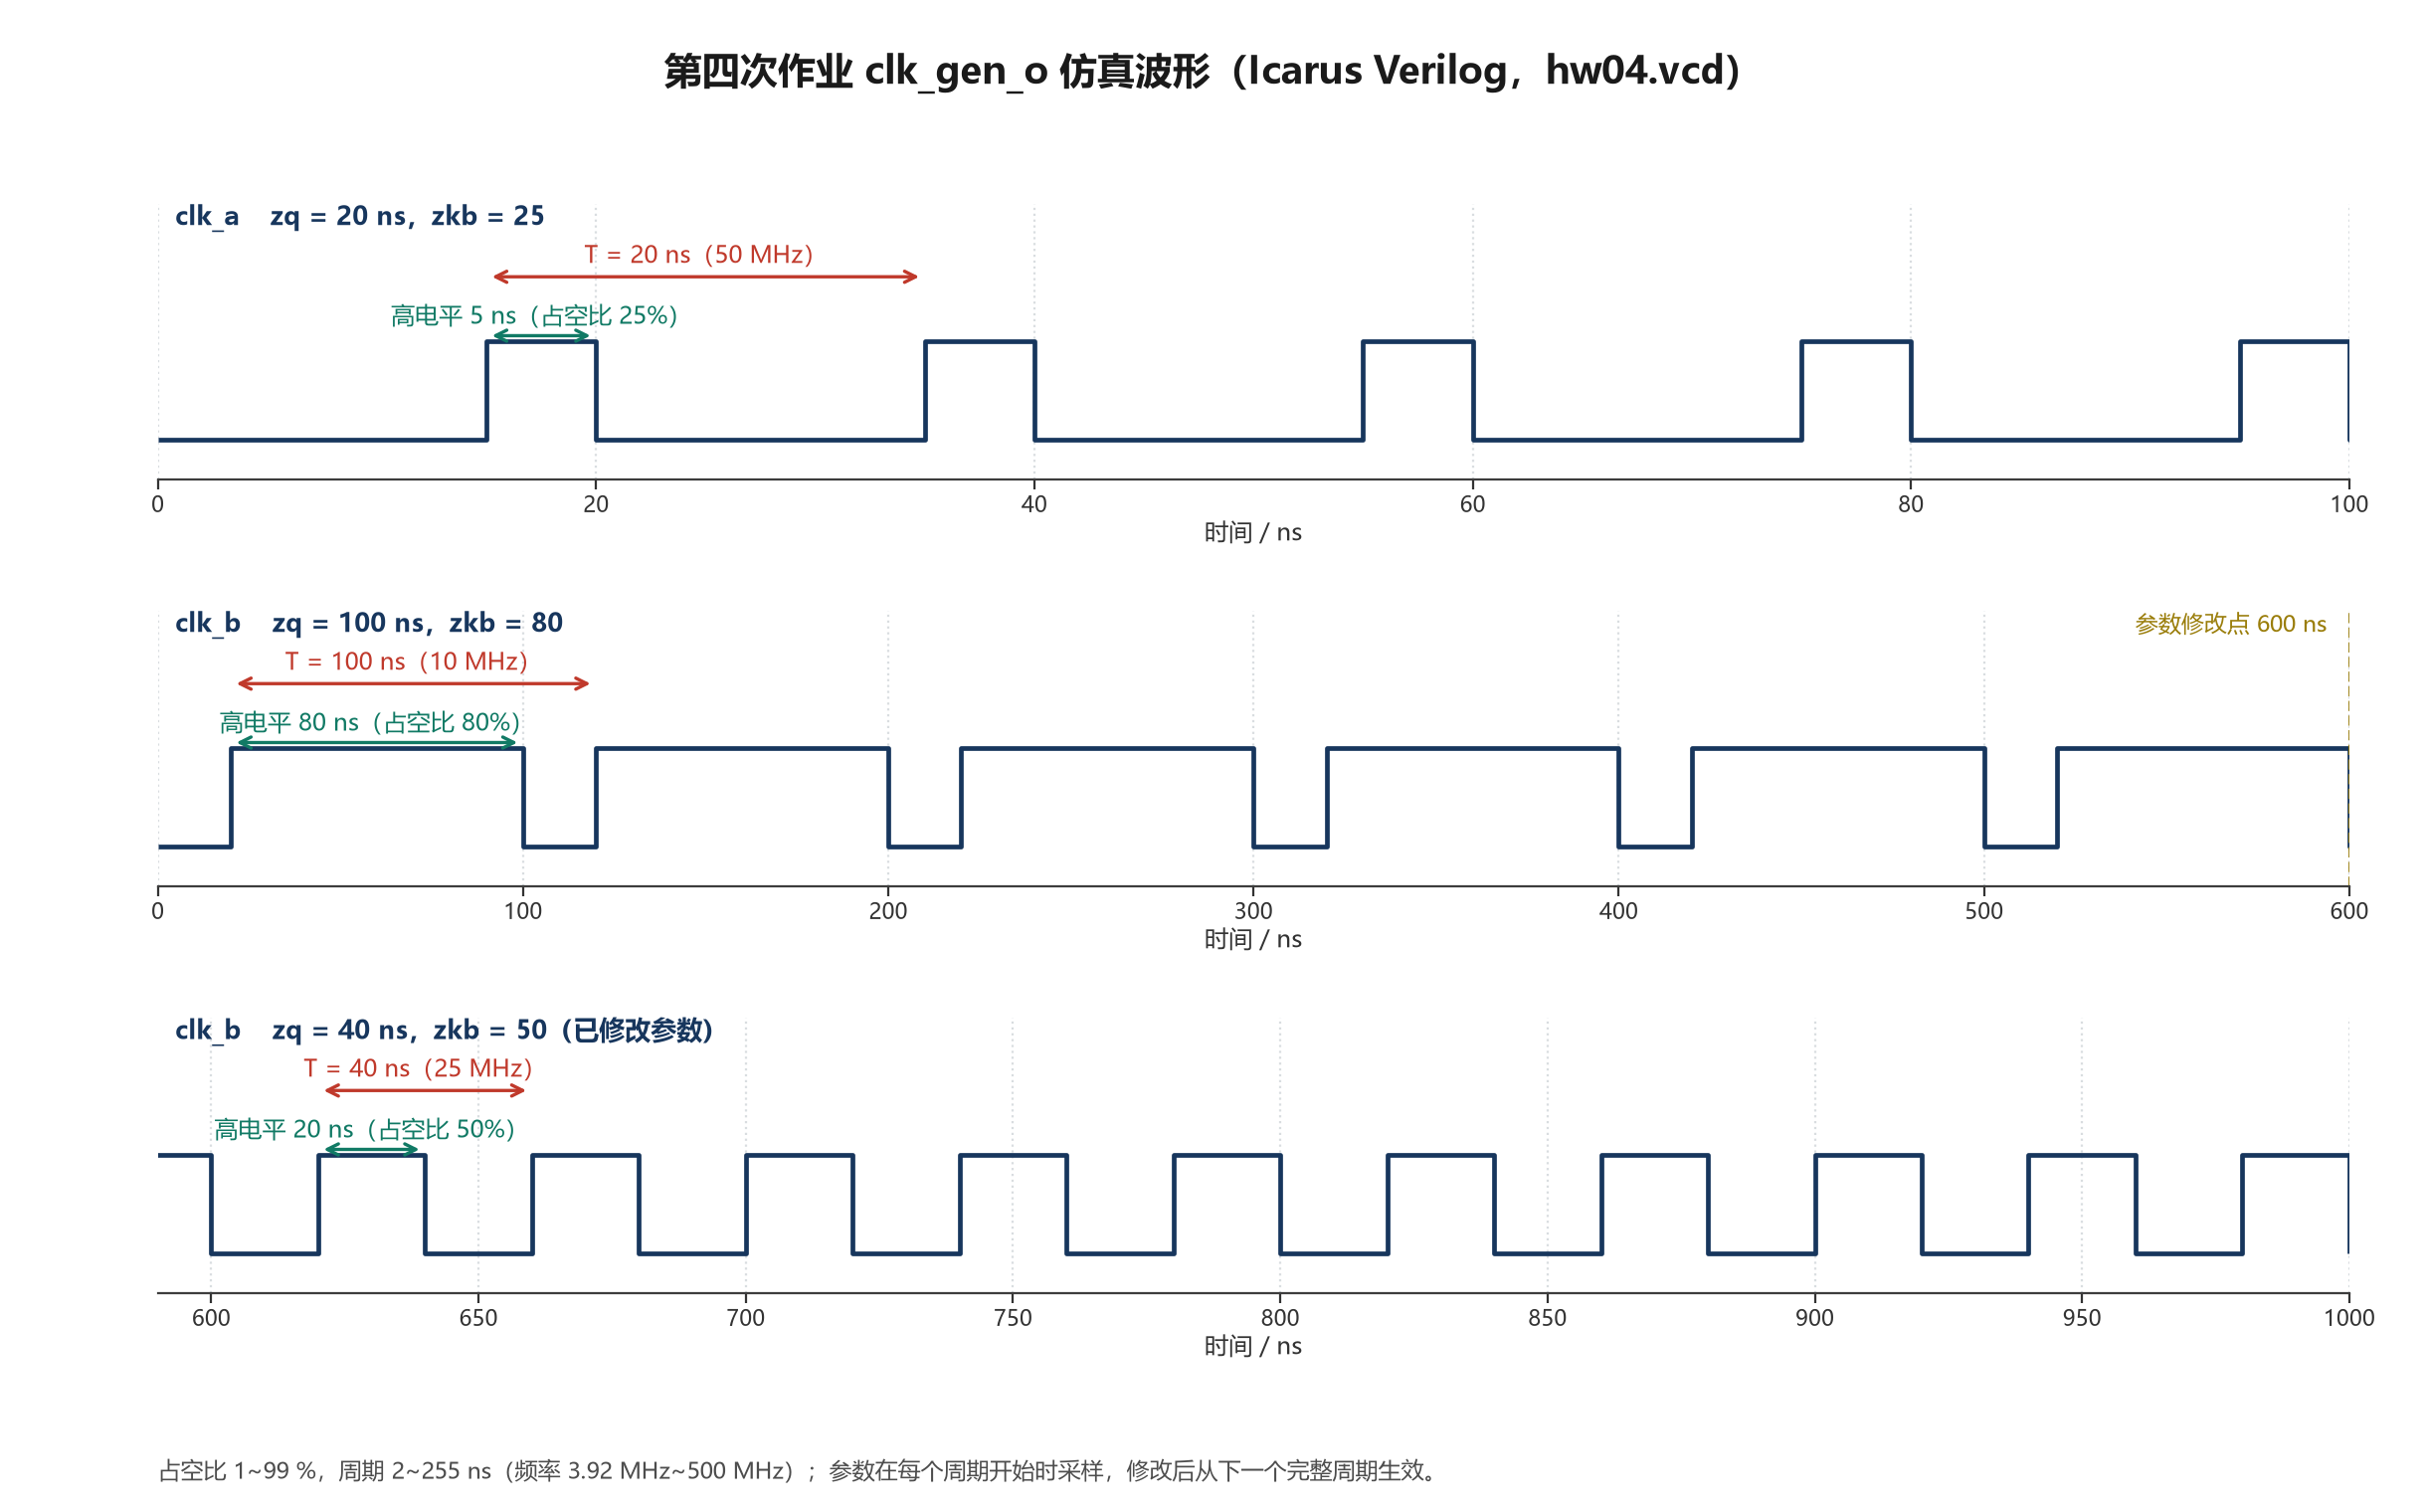 第四次作业 clk_gen_o 仿真波形（Icarus Verilog，hw04.vcd）
clk_a zq = 20 ns，zkb = 25
T = 20 ns（50 MHz）
高电平 5 ns（占空比 25%）
0 20 40 60 80 100
时间 / ns
clk_b zq = 100 ns，zkb = 80
参数修改点 600 ns
T = 100 ns（10 MHz）
高电平 80 ns（占空比 80%）
0 100 200 300 400 500 600
时间 / ns
clk_b zq = 40 ns，zkb = 50（已修改参数）
T = 40 ns（25 MHz）
高电平 20 ns（占空比 50%）
600 650 700 750 800 850 900 950 1000
时间 / ns
占空比 1~99 %，周期 2~255 ns（频率 3.92 MHz~500 MHz）；参数在每个周期开始时采样，修改后从下一个完整周期生效。